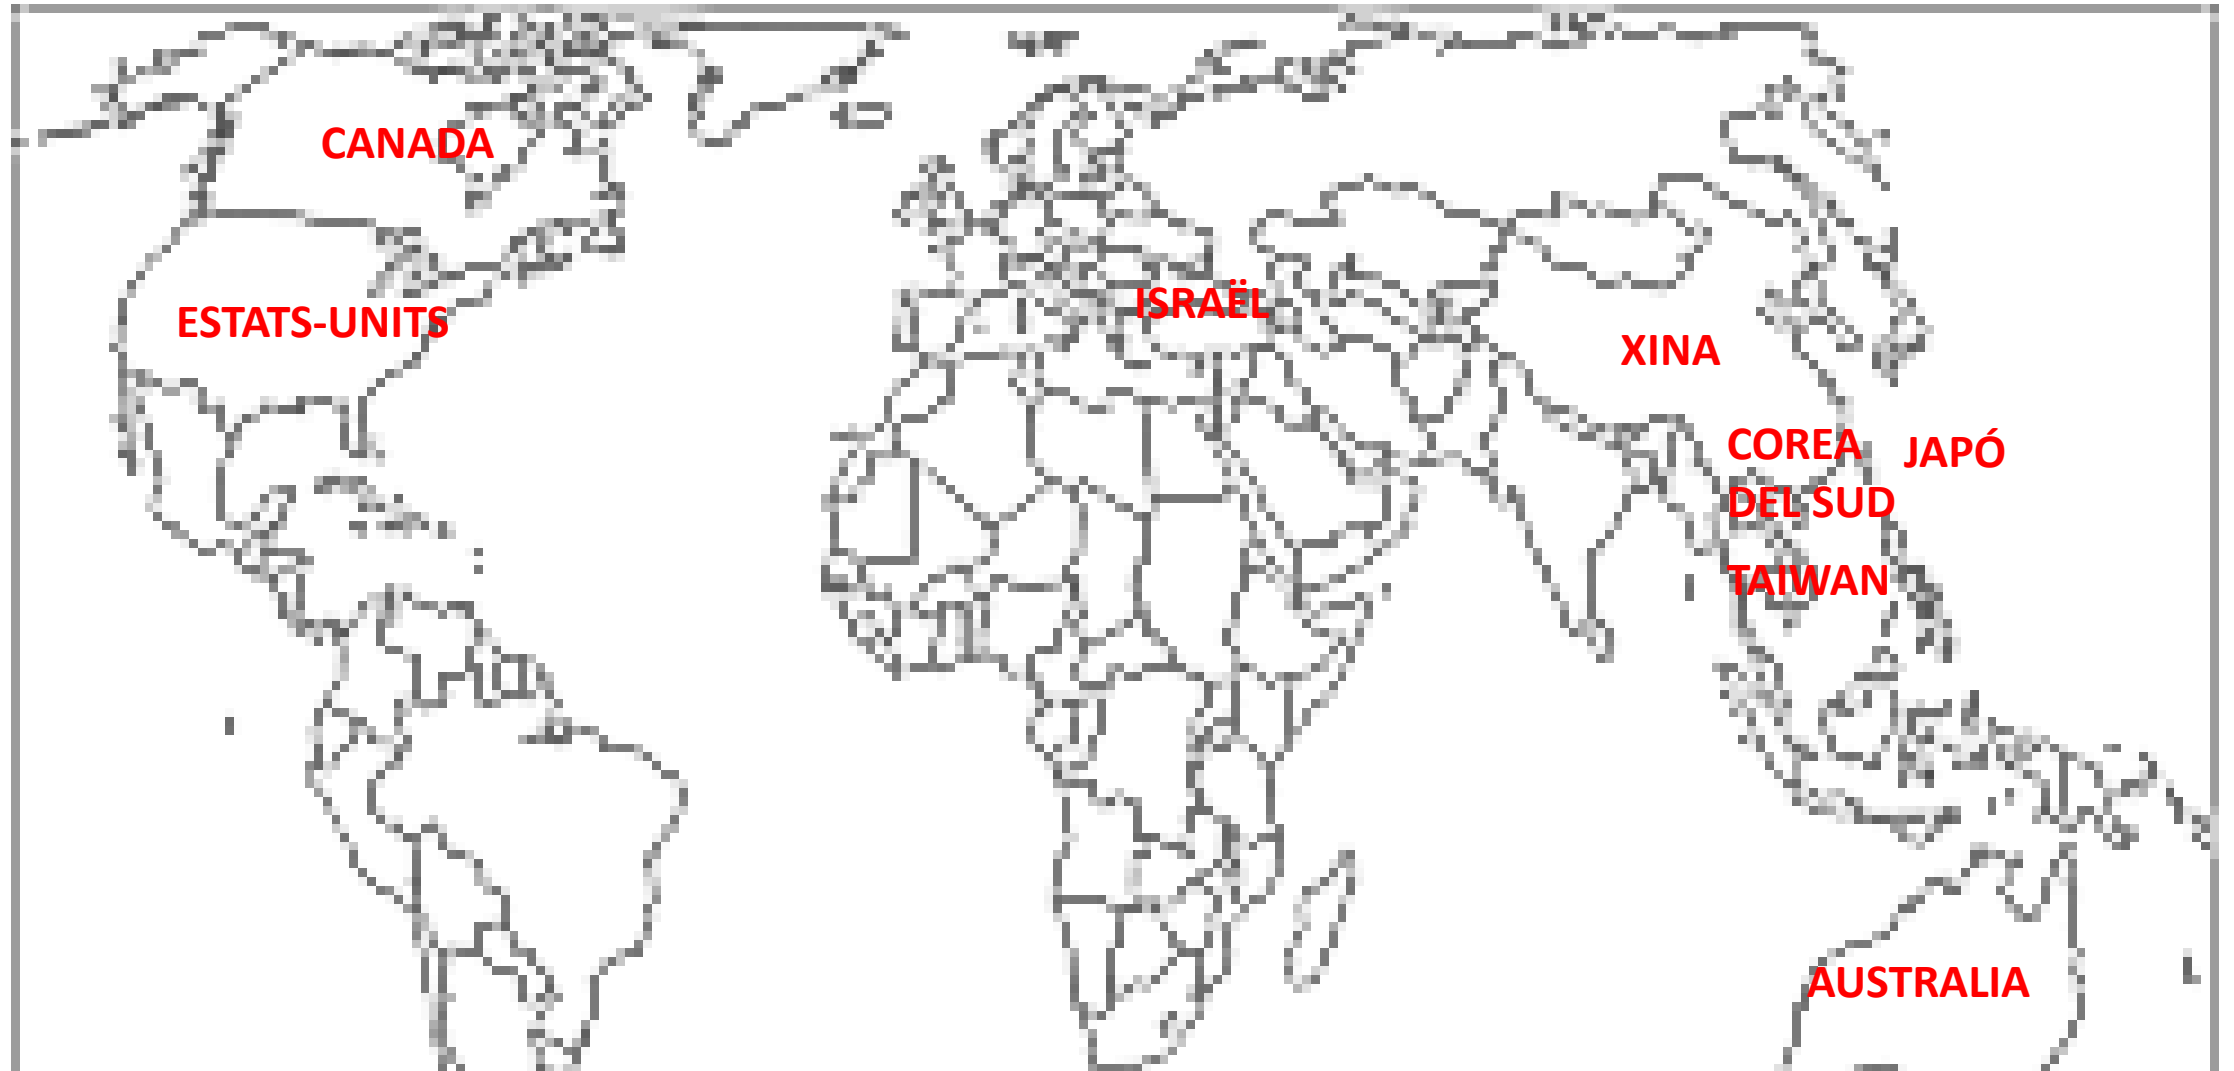 CANADA
ESTATS-UNITS
ISRAËL
XINA
COREA
DEL SUD
JAPÓ
TAIWAN
AUSTRALIA